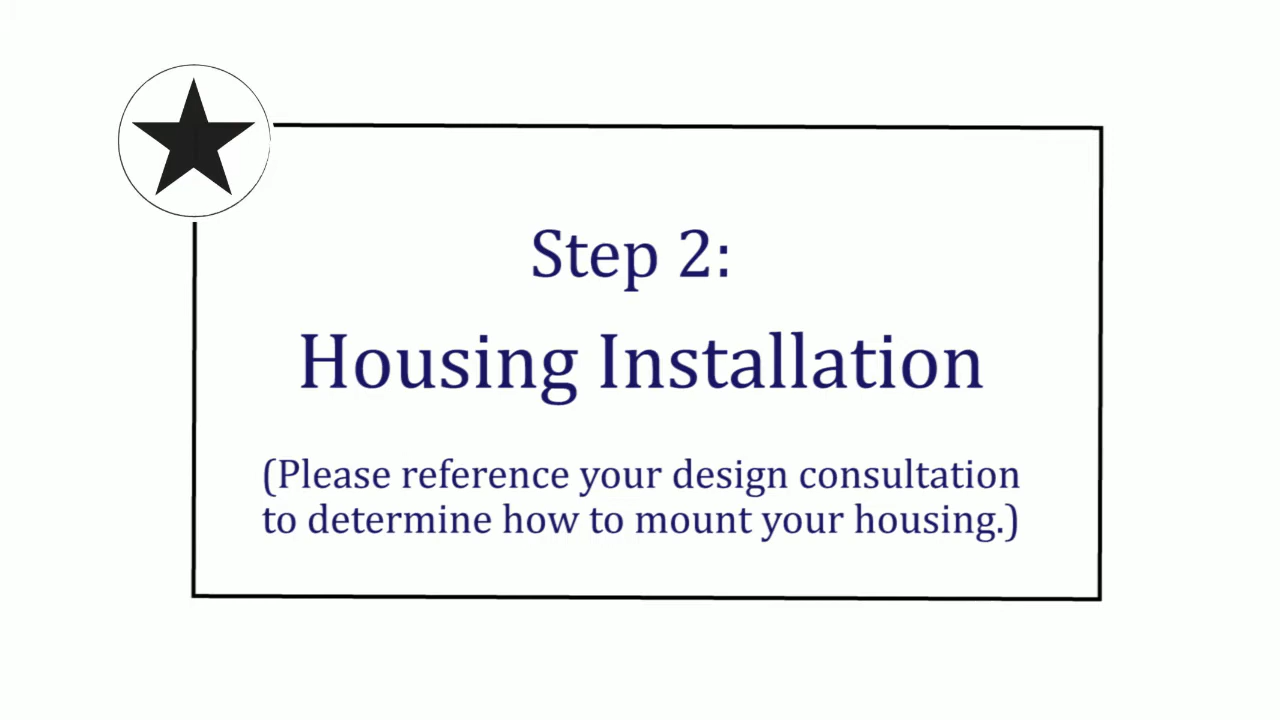 Step 2:
Housing Installation
(Please reference your design consultation
to determine how to mount your housing.)